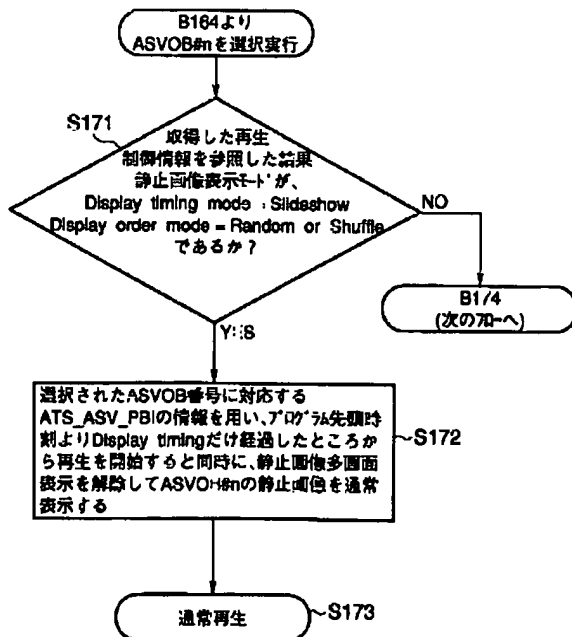 B164より
ASVOB#nを選択実行
S171
取得した再生
制御情報を参照した結果
静止画像表示ﾓｰﾄﾞが、
Display timing mode : Slideshow
Display order mode = Random or Shuffle
であるか？
NO
B174
(次のﾌﾛｰへ)
YES
選択されたASVOB番号に対応する
ATS_ASV_PBIの情報を用い、ﾌﾟﾛｸﾞﾗﾑ先頭時
刻よりDisplay timingだけ経過したところか
ら再生を開始すると同時に、静止画像多画面
表示を解除してASVOB#nの静止画像を通常
表示する
S172
通常再生
S173